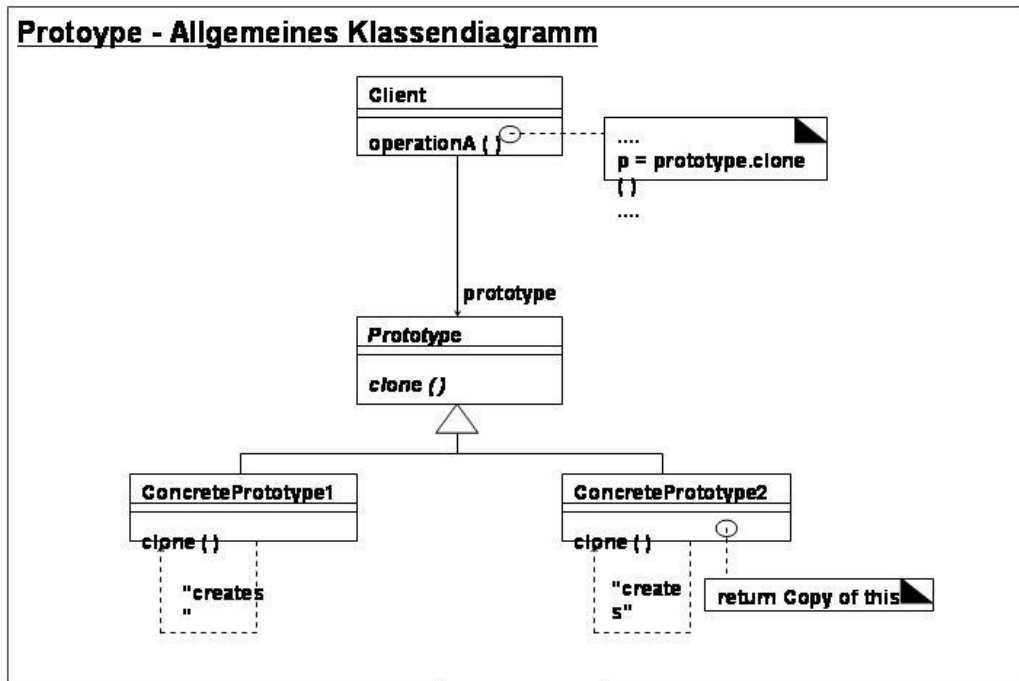 Protoype - Allgemeines Klassendiagramm
Client
operationA ( )
....
p = prototype.clone
( )
....
prototype
Prototype
clone ( )
ConcretePrototype1
clone ( )
"creates
"
ConcretePrototype2
clone ( )
"create
s"
return Copy of this